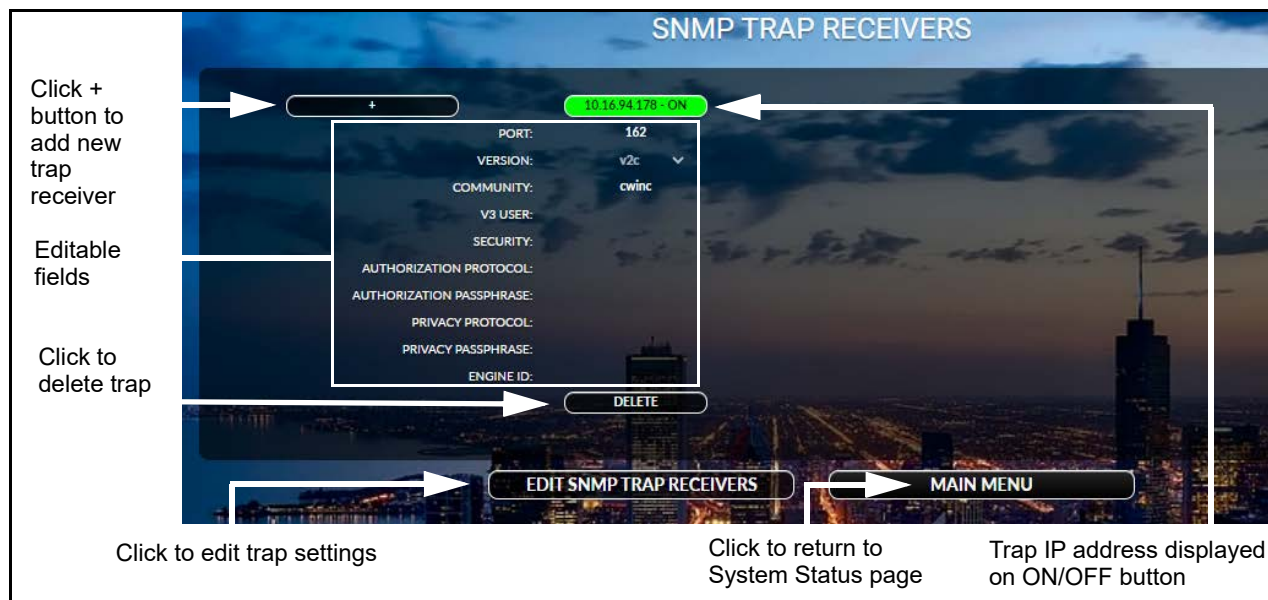 SNMP TRAP RECEIVERS
Click +
button to
add new
trap
receiver
+
10.16.94.178 - ON
PORT: 162
VERSION: v2c
COMMUNITY: cwinc
V3 USER:
SECURITY:
AUTHORIZATION PROTOCOL:
AUTHORIZATION PASSPHRASE:
PRIVACY PROTOCOL:
PRIVACY PASSPHRASE:
ENGINE ID:
Editable
fields
Click to
delete trap
DELETE
EDIT SNMP TRAP RECEIVERS
MAIN MENU
Click to edit trap settings
Click to return to
System Status page
Trap IP address displayed
on ON/OFF button